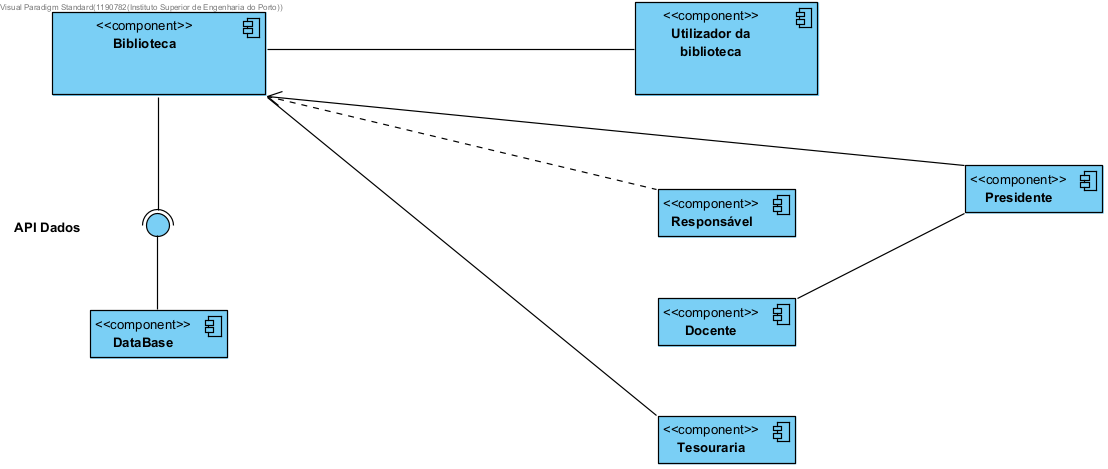 Visual Paradigm Standard(1190782(Instituto Superior de Engenharia do Porto))
<<component>>
Biblioteca
<<component>>
Utilizador da
biblioteca
<<component>>
Presidente
<<component>>
Responsável
API Dados
<<component>>
Docente
<<component>>
DataBase
<<component>>
Tesouraria